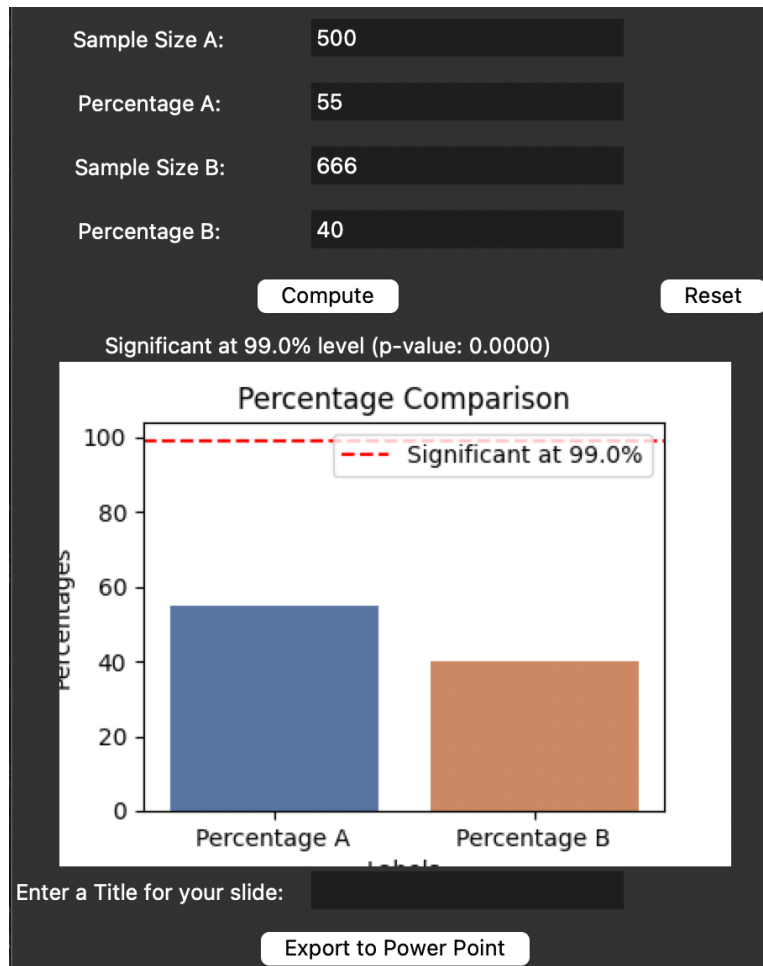 Sample Size A: 500
Percentage A: 55
Sample Size B: 666
Percentage B: 40
Compute Reset
Significant at 99.0% level (p-value: 0.0000)
Percentage Comparison
Significant at 99.0%
100
80
60
40
20
0
Percentages
Percentage A Percentage B
Labels
Enter a Title for your slide:
Export to Power Point